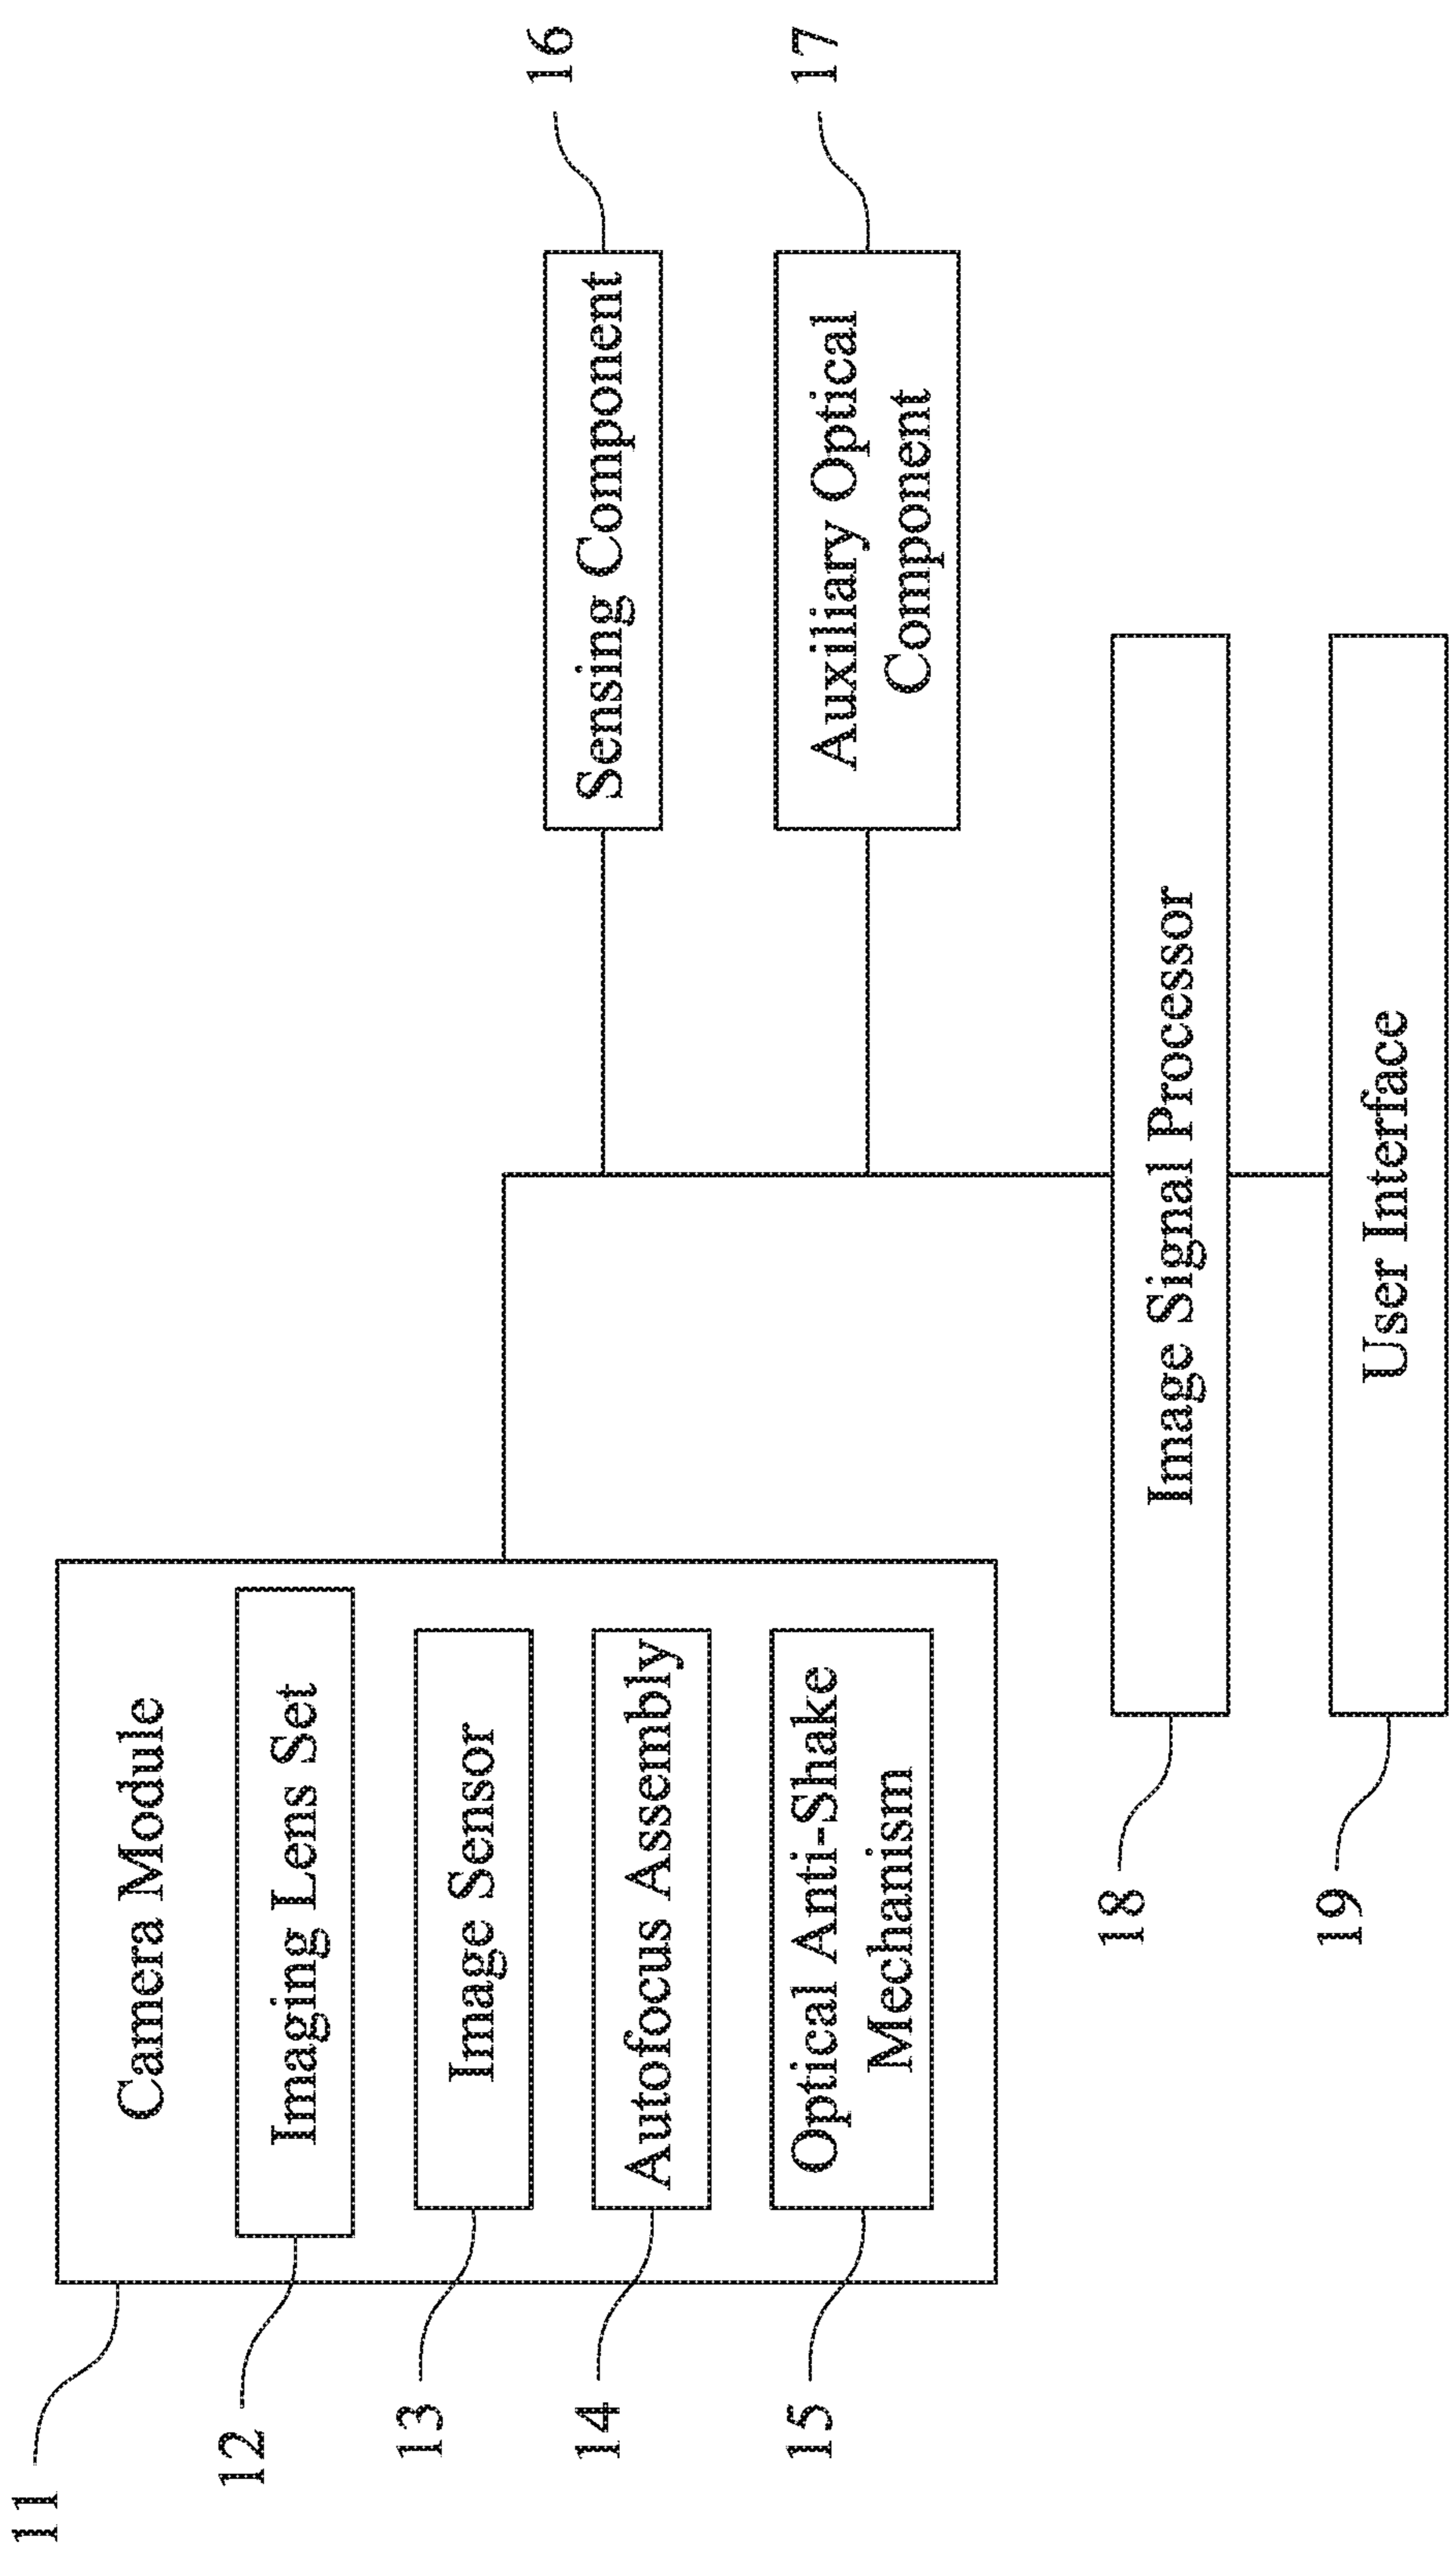 11
Camera Module
12
Imaging Lens Set
13
Image Sensor
14
Autofocus Assembly
15
Optical Anti-Shake
Mechanism
16
Sensing Component
17
Auxiliary Optical
Component
18
Image Signal Processor
19
User Interface